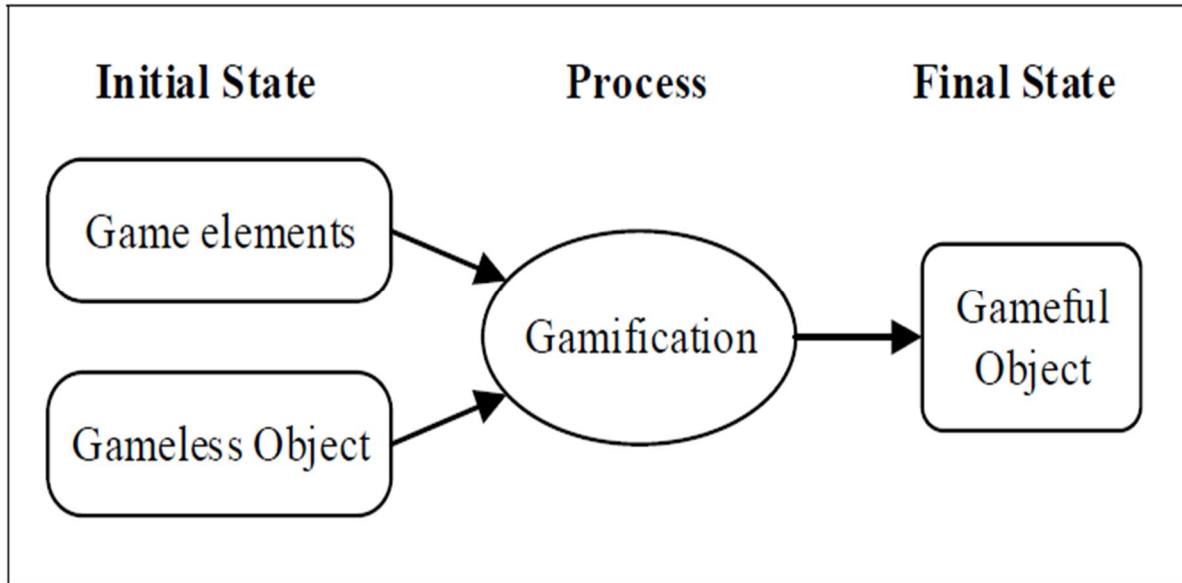 Initial State
Process
Final State
Game elements
Gameless Object
Gamification
Gameful
Object